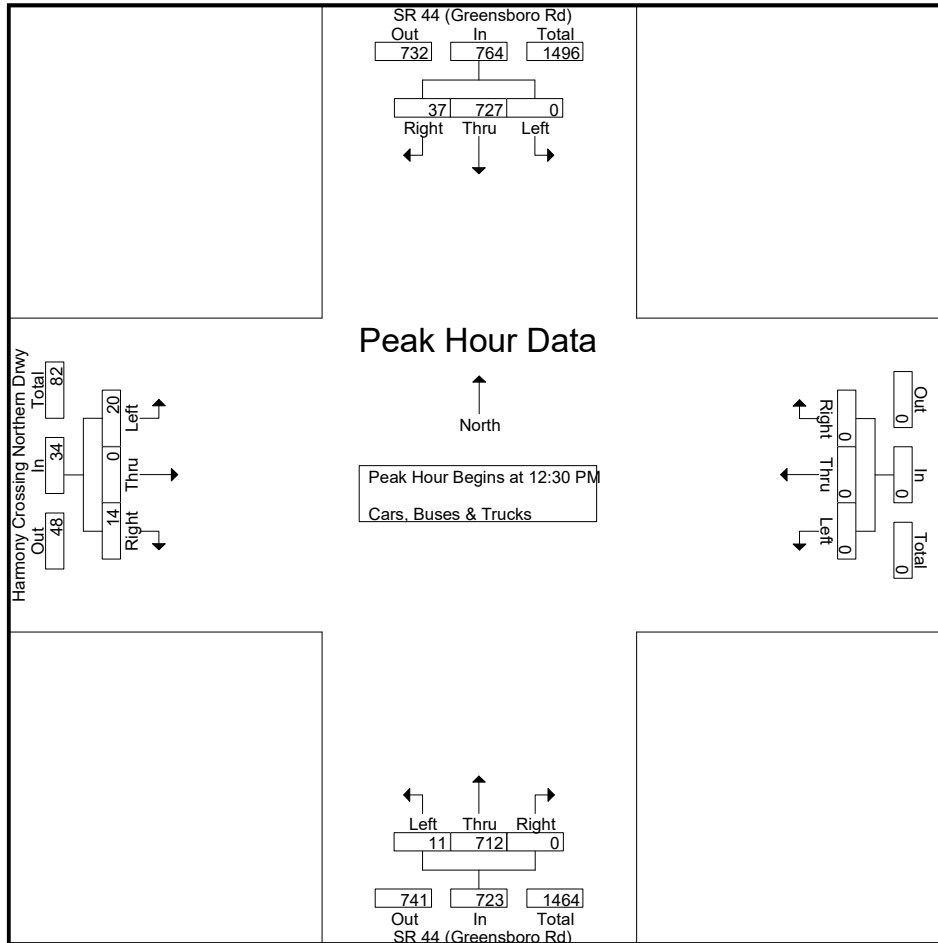 SR 44 (Greensboro Rd)
Out In Total
732 764 1496
37 727 0
Right Thru Left
Peak Hour Data
North
Peak Hour Begins at 12:30 PM
Cars, Buses & Trucks
Harmony Crossing Northern Drwy
Out In Total
48 34 82
14 0 20
Right Thru Left
Out In Total
0 0 0
0 0 0
Right Thru Left
Left Thru Right
11 712 0
741 723 1464
Out In Total
SR 44 (Greensboro Rd)